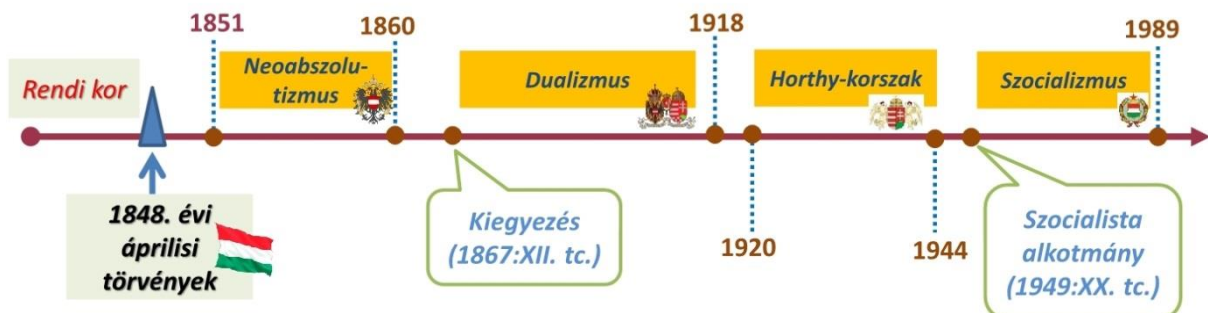 1851
1860
1918
1989
Rendi kor
Neoabszolu-
tizmus
Dualizmus
Horthy-korszak
Szocializmus
1848. évi
áprilisi
törvények
Kiegyezés
(1867:XII. tc.)
1920
1944
Szocialista
alkotmány
(1949:XX. tc.)